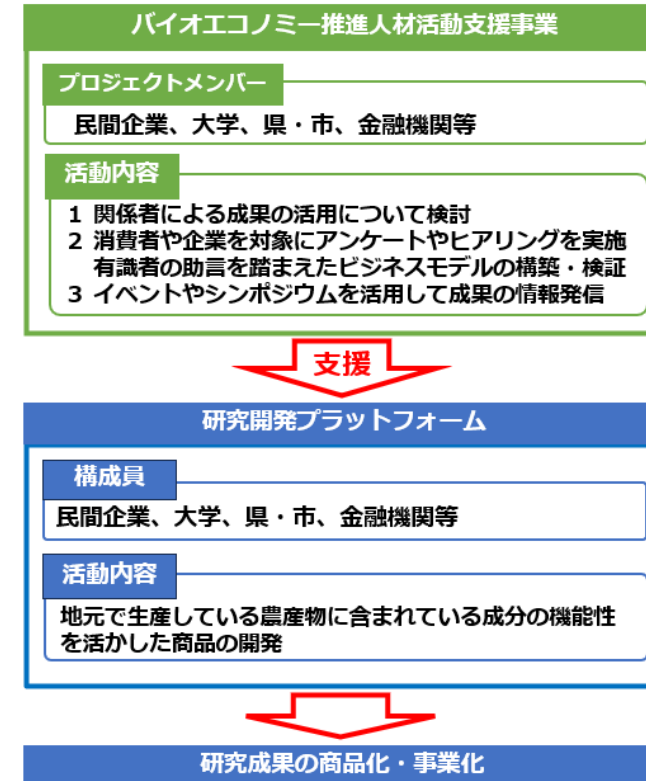 バイオエコノミー推進人材活動支援事業
プロジェクトメンバー
民間企業、大学、県・市、金融機関等
活動内容
1 関係者による成果の活用について検討
2 消費者や企業を対象にアンケートやヒアリングを実施
有識者の助言を踏まえたビジネスモデルの構築・検証
3 イベントやシンポジウムを活用して成果の情報発信
支援
研究開発プラットフォーム
構成員
民間企業、大学、県・市、金融機関等
活動内容
地元で生産している農産物に含まれている成分の機能性
を活かした商品の開発
研究成果の商品化・事業化